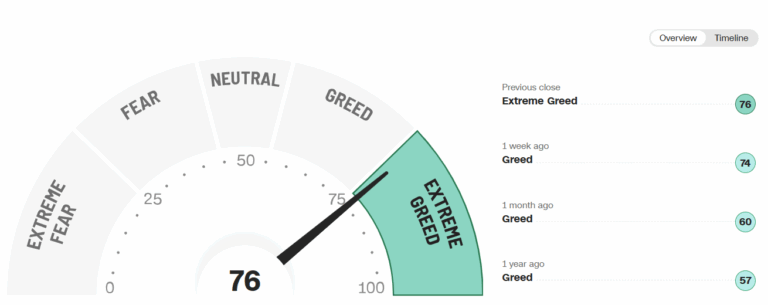 Overview Timeline
EXTREME
FEAR
FEAR
NEUTRAL
GREED
EXTREME
GREED
0
25
50
75
100
76
Previous close
Extreme Greed 76
1 week ago
Greed 74
1 month ago
Greed 60
1 year ago
Greed 57